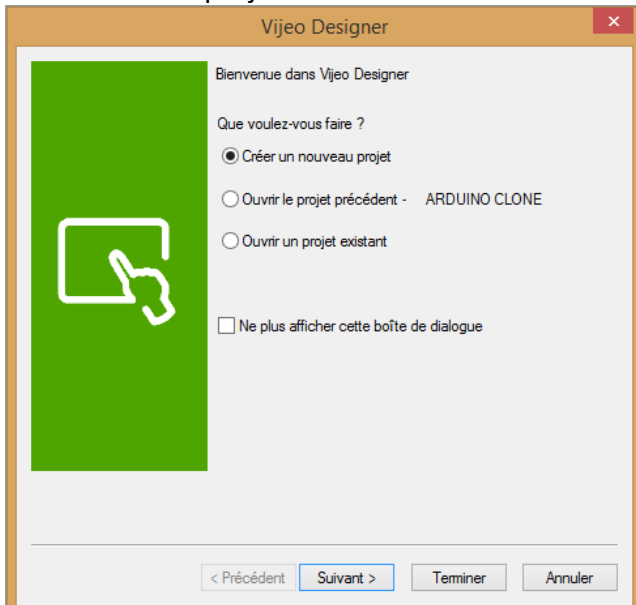 Vijeo Designer
Bienvenue dans Vijeo Designer
Que voulez-vous faire ?
Créer un nouveau projet
Ouvrir le projet précédent - ARDUINO CLONE
Ouvrir un projet existant
Ne plus afficher cette boîte de dialogue
< Précédent Suivant > Terminer Annuler